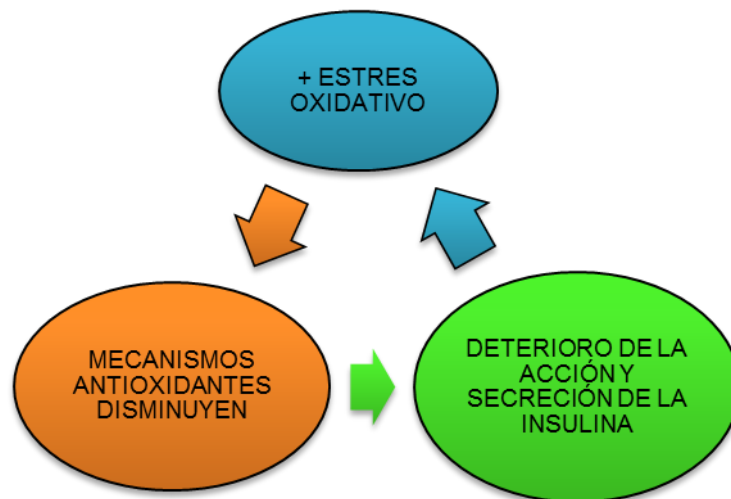 + ESTRES
OXIDATIVO
MECANISMOS
ANTIOXIDANTES
DISMINUYEN
DETERIORO DE LA
ACCIÓN Y
SECRECIÓN DE LA
INSULINA